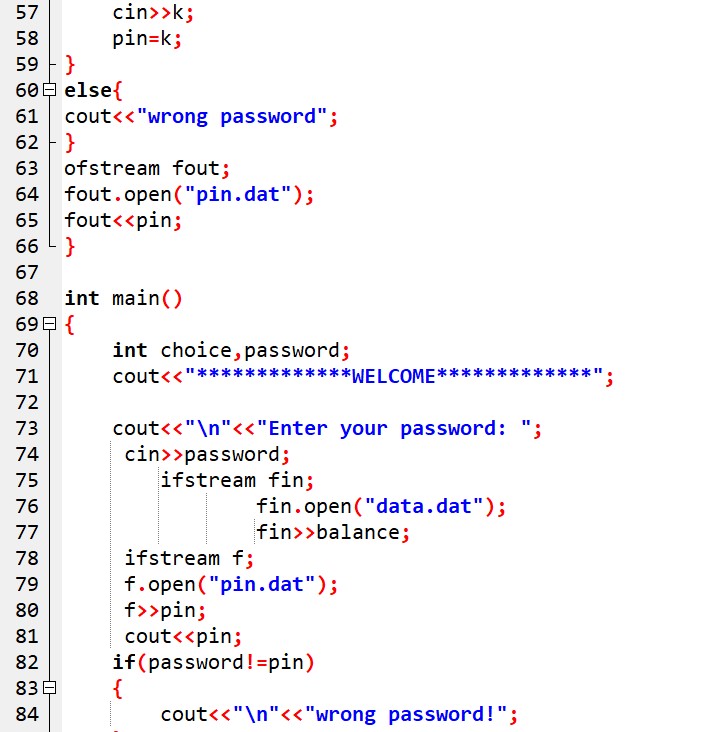 57 cin>>k;
58 pin=k;
59 }
60 else{
61 cout<<"wrong password";
62 }
63 ofstream fout;
64 fout.open("pin.dat");
65 fout<<pin;
66 }
67
68 int main()
69 {
70 int choice,password;
71 cout<<"*************WELCOME*************";
72
73 cout<<"\n"<<"Enter your password: ";
74 cin>>password;
75 ifstream fin;
76 fin.open("data.dat");
77 fin>>balance;
78 ifstream f;
79 f.open("pin.dat");
80 f>>pin;
81 cout<<pin;
82 if(password!=pin)
83 {
84 cout<<"\n"<<"wrong password!";